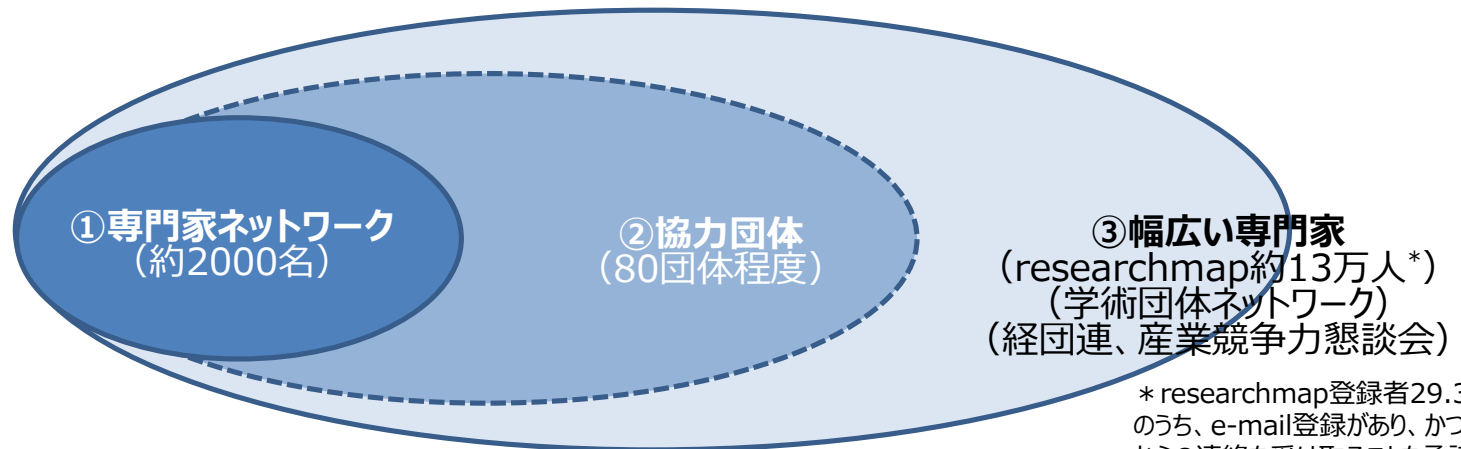 ①専門家ネットワーク
（約2000名）
②協力団体
（80団体程度）
③幅広い専門家
（researchmap約13万人*）
（学術団体ネットワーク）
（経団連、産業競争力懇談会）
＊researchmap登録者29.3
のうち、e-mail登録があり、かつ